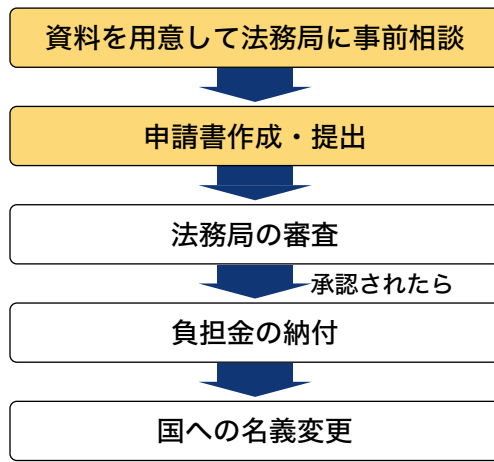 資料を用意して法務局に事前相談
申請書作成・提出
法務局の審査
承認されたら
負担金の納付
国への名義変更